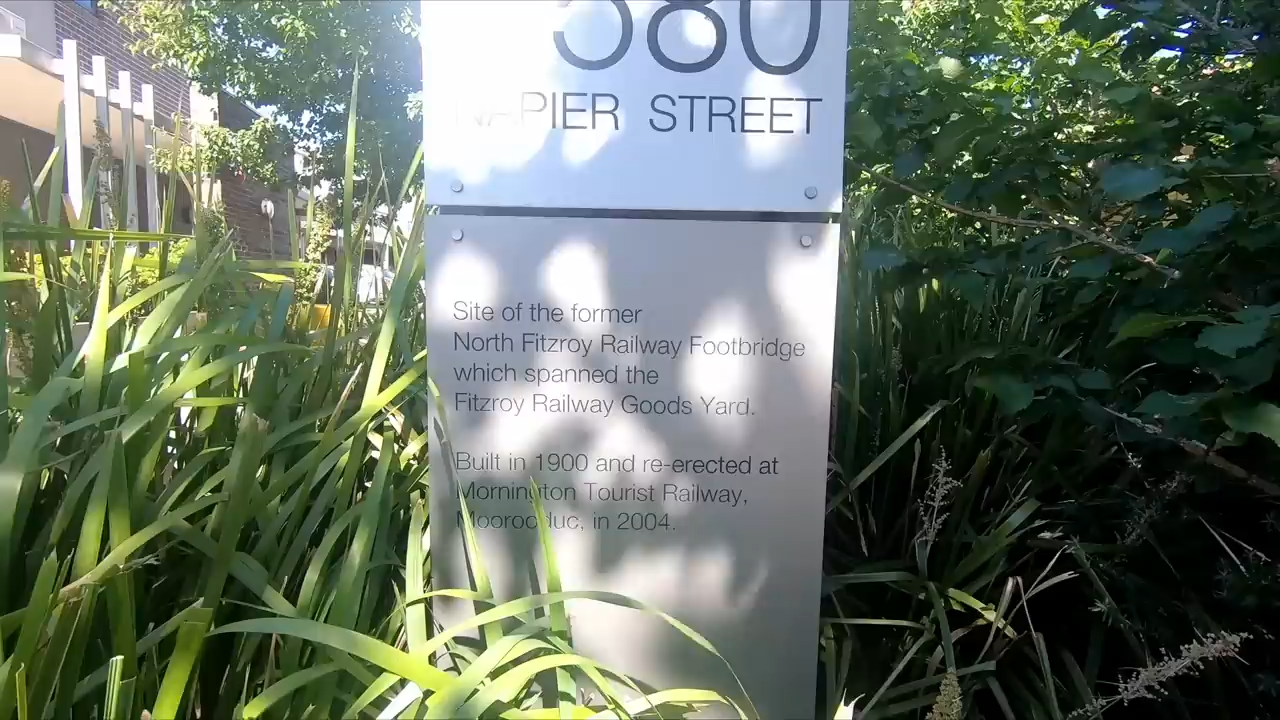 580
NAPIER STREET
Site of the former
North Fitzroy Railway Footbridge
which spanned the
Fitzroy Railway Goods Yard.
Built in 1900 and re-erected at
Mornington Tourist Railway,
Moorooduc, in 2004.